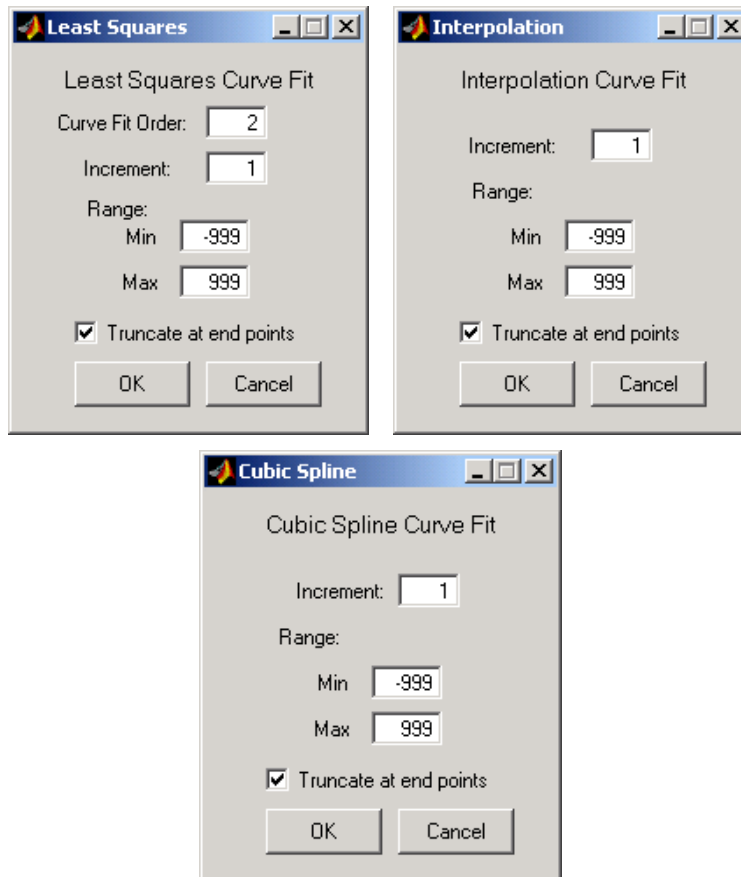 Least Squares
Least Squares Curve Fit
Curve Fit Order: 2
Increment: 1
Range:
Min -999
Max 999
Truncate at end points
OK Cancel
Interpolation
Interpolation Curve Fit
Increment: 1
Range:
Min -999
Max 999
Truncate at end points
OK Cancel
Cubic Spline
Cubic Spline Curve Fit
Increment: 1
Range:
Min -999
Max 999
Truncate at end points
OK Cancel